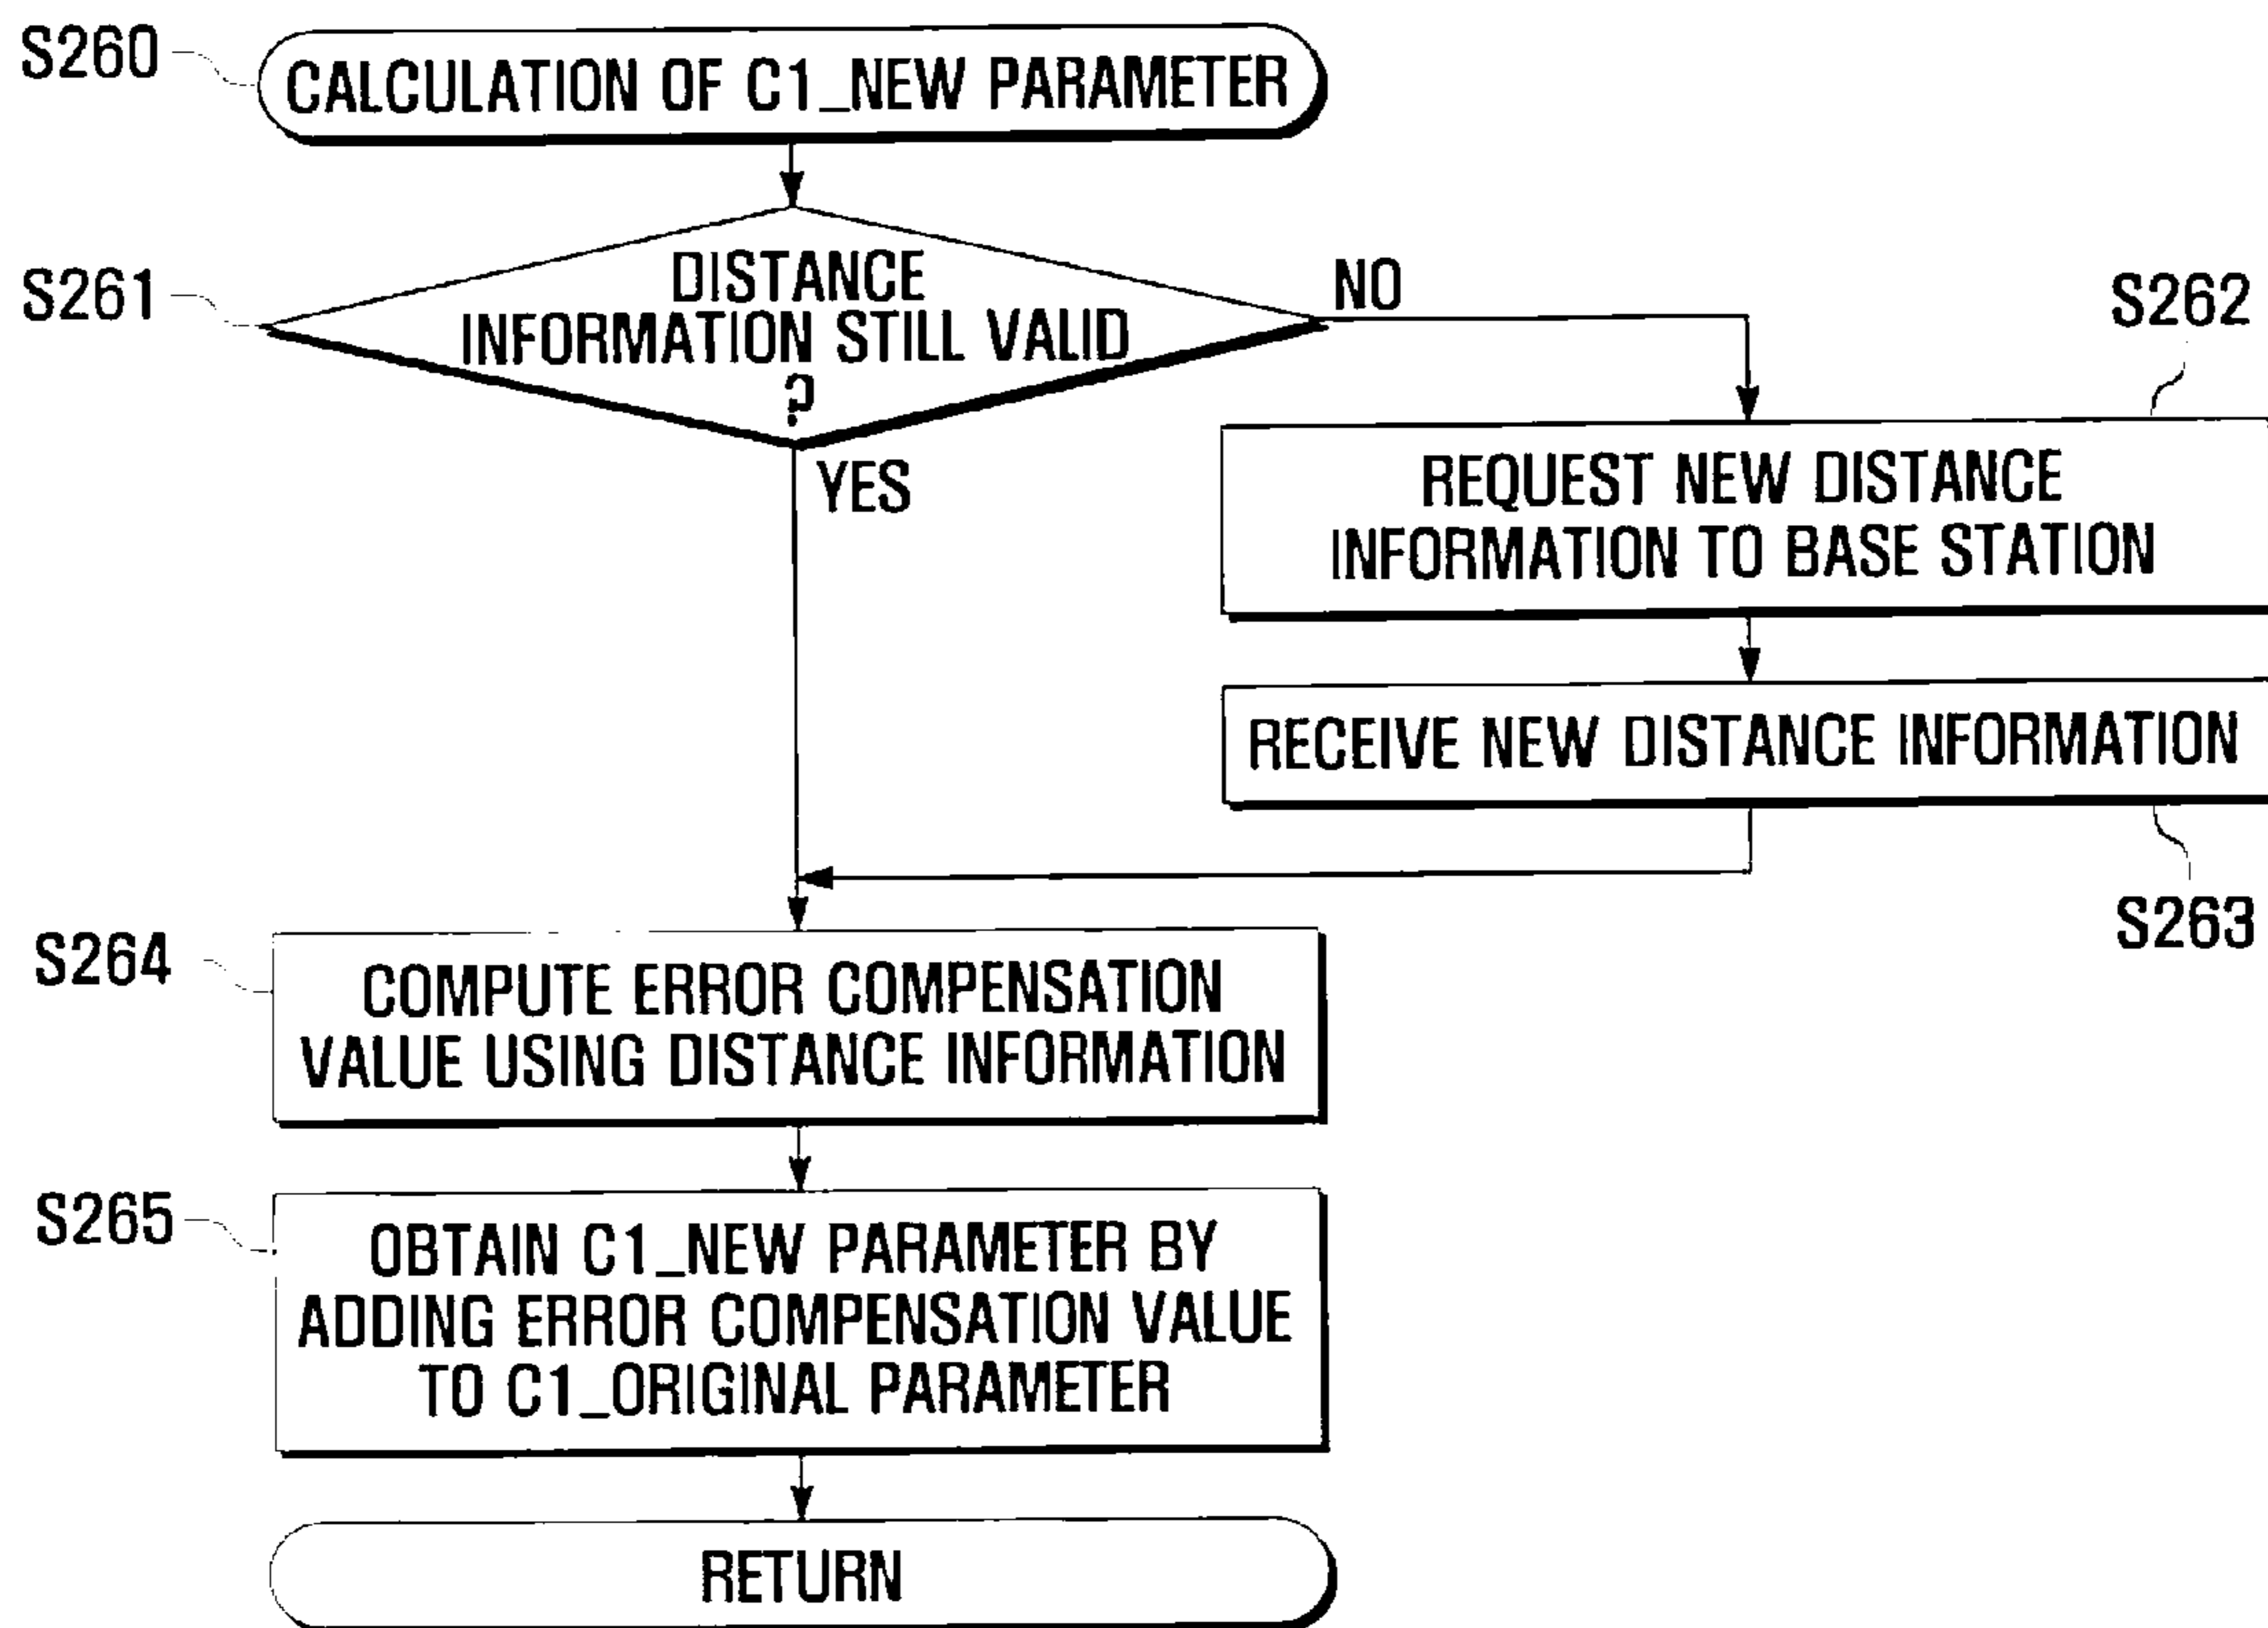 S260
CALCULATION OF C1_NEW PARAMETER
S261
DISTANCE
INFORMATION STILL VALID
?
NO
YES
S262
REQUEST NEW DISTANCE
INFORMATION TO BASE STATION
RECEIVE NEW DISTANCE INFORMATION
S263
S264
COMPUTE ERROR COMPENSATION
VALUE USING DISTANCE INFORMATION
S265
OBTAIN C1_NEW PARAMETER BY
ADDING ERROR COMPENSATION VALUE
TO C1_ORIGINAL PARAMETER
RETURN